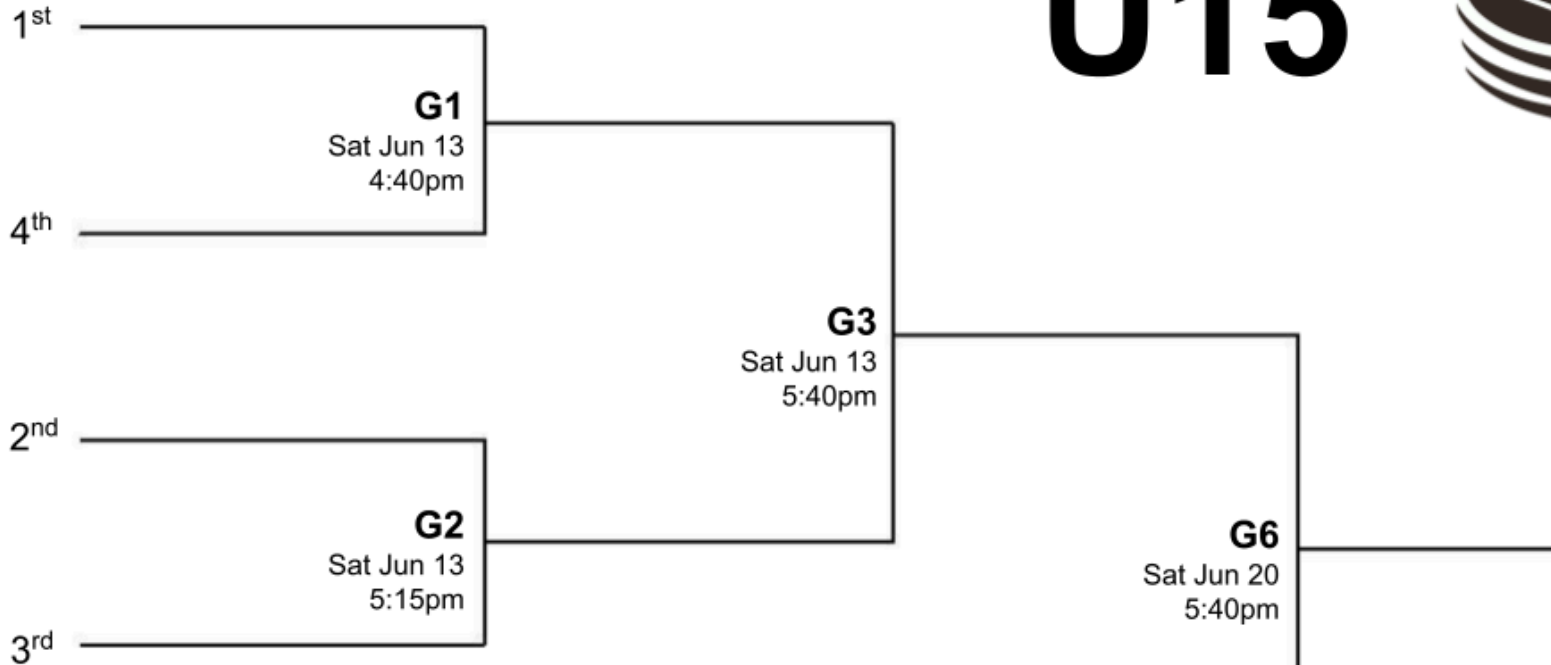 1st
U15
G1
Sat Jun 13
4:40pm
4th
G3
Sat Jun 13
5:40pm
2nd
G2
Sat Jun 13
5:15pm
G6
Sat Jun 20
5:40pm
3rd